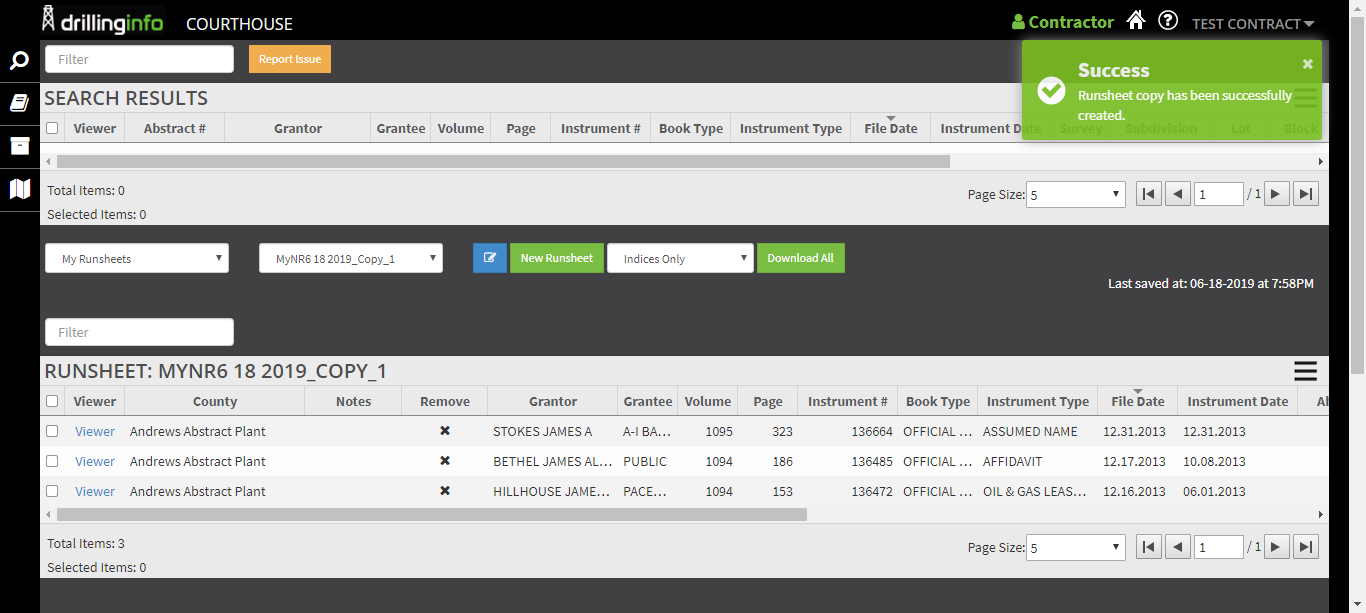 drillinginfo COURTHOUSE Contractor ? TEST CONTRACT
Filter Report Issue
Success
Runsheet copy has been successfully
created.
SEARCH RESULTS
Viewer Abstract # Grantor Grantee Volume Page Instrument # Book Type Instrument Type File Date Instrument Date Survey Subdivision Lot Block
Total Items: 0
Selected Items: 0
Page Size: 5 1 / 1
My Runsheets MyNR6 18 2019_Copy_1 New Runsheet Indices Only Download All
Last saved at: 06-18-2019 at 7:58PM
Filter
RUNSHEET: MYNR6 18 2019_COPY_1
Viewer County Notes Remove Grantor Grantee Volume Page Instrument # Book Type Instrument Type File Date Instrument Date
Viewer Andrews Abstract Plant STOKES JAMES A A-I BA... 1095 323 136664 OFFICIAL ... ASSUMED NAME 12.31.2013 12.31.2013
Viewer Andrews Abstract Plant BETHEL JAMES AL... PUBLIC 1094 186 136485 OFFICIAL ... AFFIDAVIT 12.17.2013 10.08.2013
Viewer Andrews Abstract Plant HILLHOUSE JAME... PACE... 1094 153 136472 OFFICIAL ... OIL & GAS LEAS... 12.16.2013 06.01.2013
Total Items: 3
Selected Items: 0
Page Size: 5 1 / 1